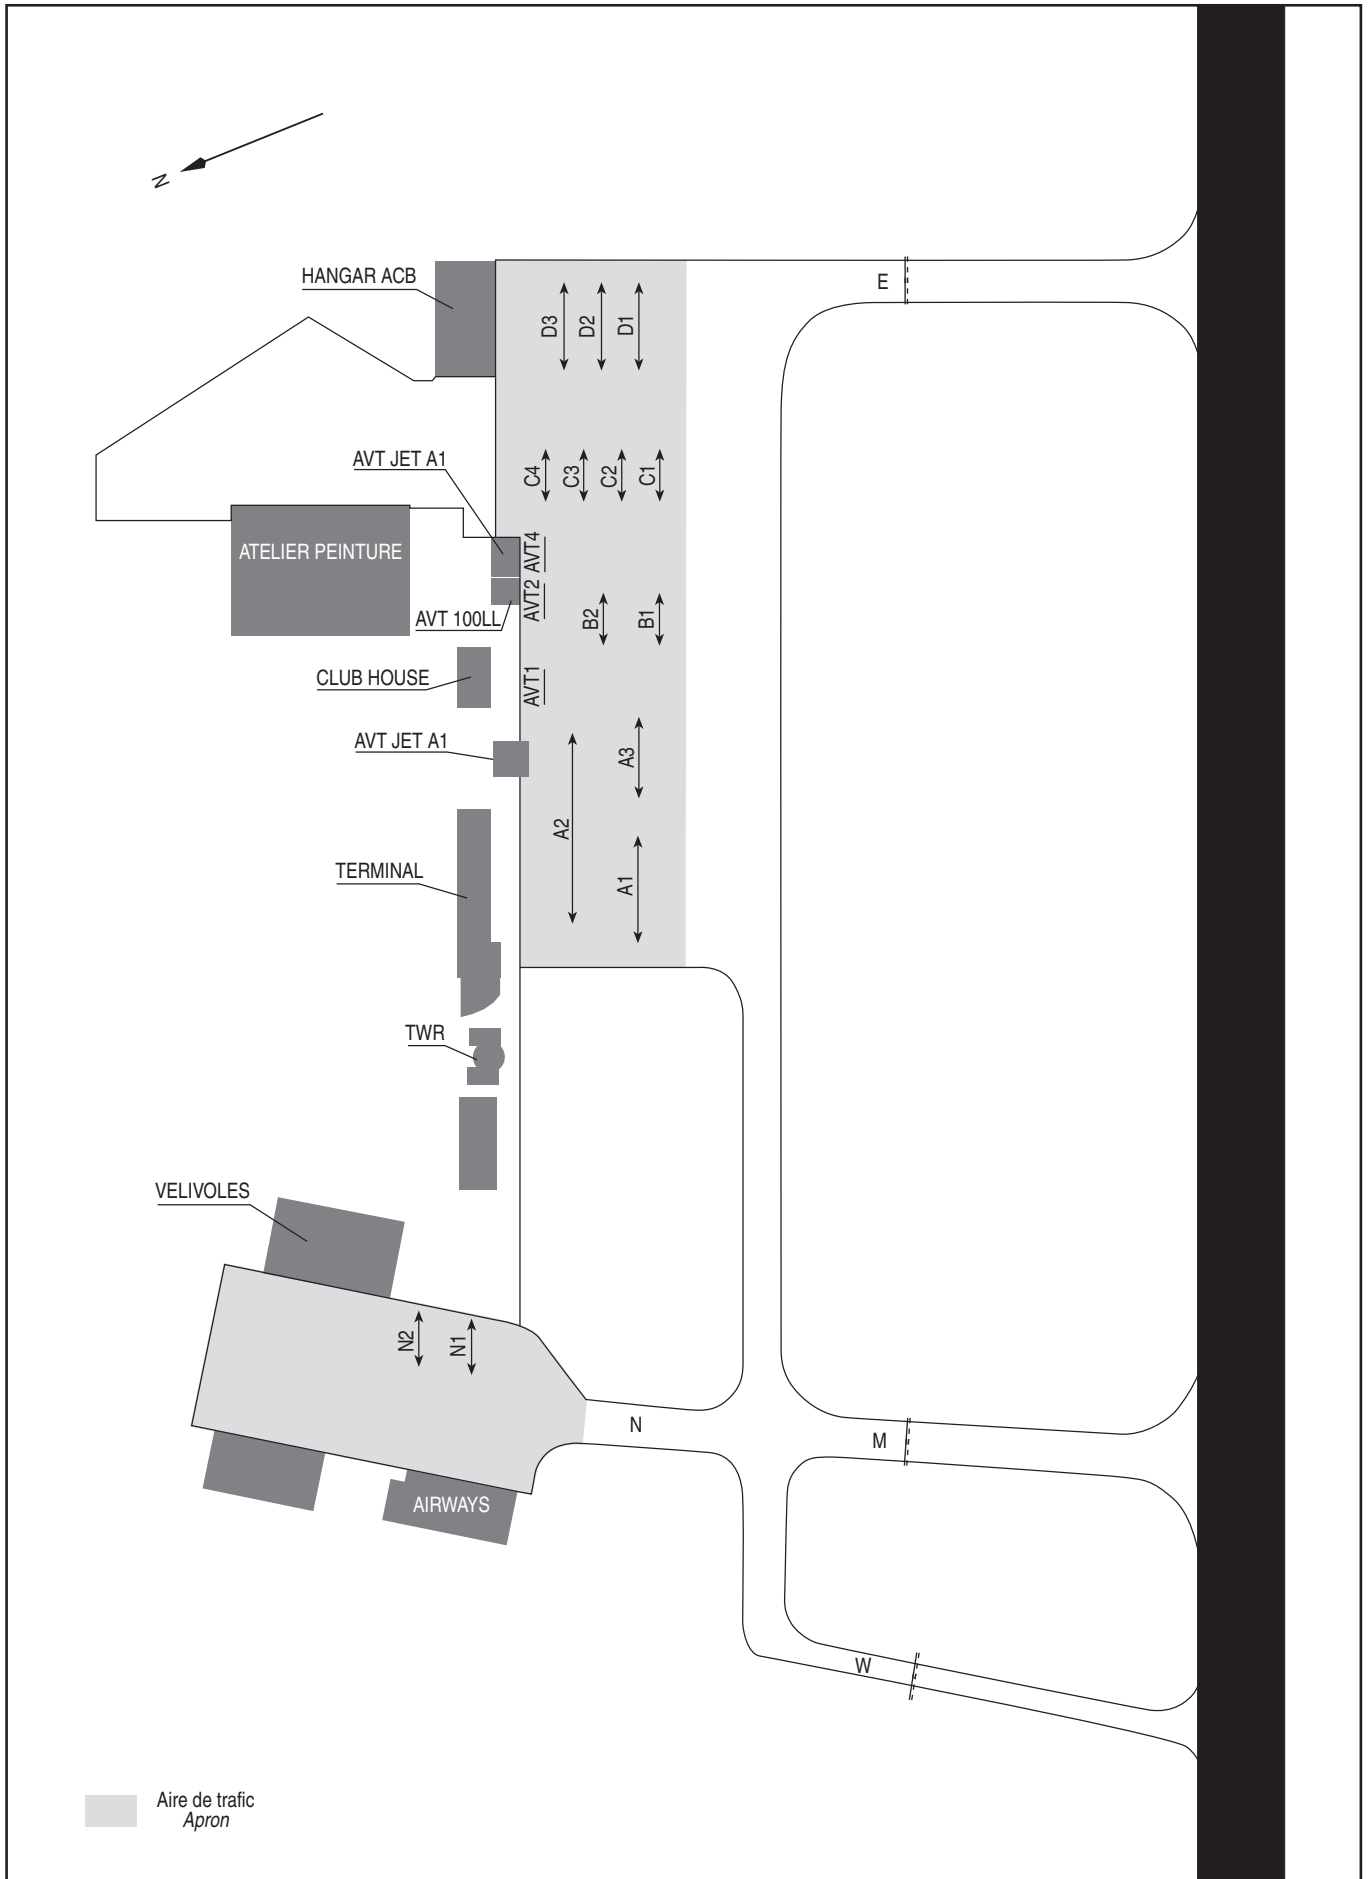 N
HANGAR ACB
E
D3
D2
D1
AVT JET A1
C4
C3
C2
C1
ATELIER PEINTURE
AVT4
AVT2
AVT 100LL
B2
B1
CLUB HOUSE
AVT1
AVT JET A1
A3
A2
TERMINAL
A1
TWR
VELIVOLES
N2
N1
N
M
AIRWAYS
W
Aire de trafic
Apron